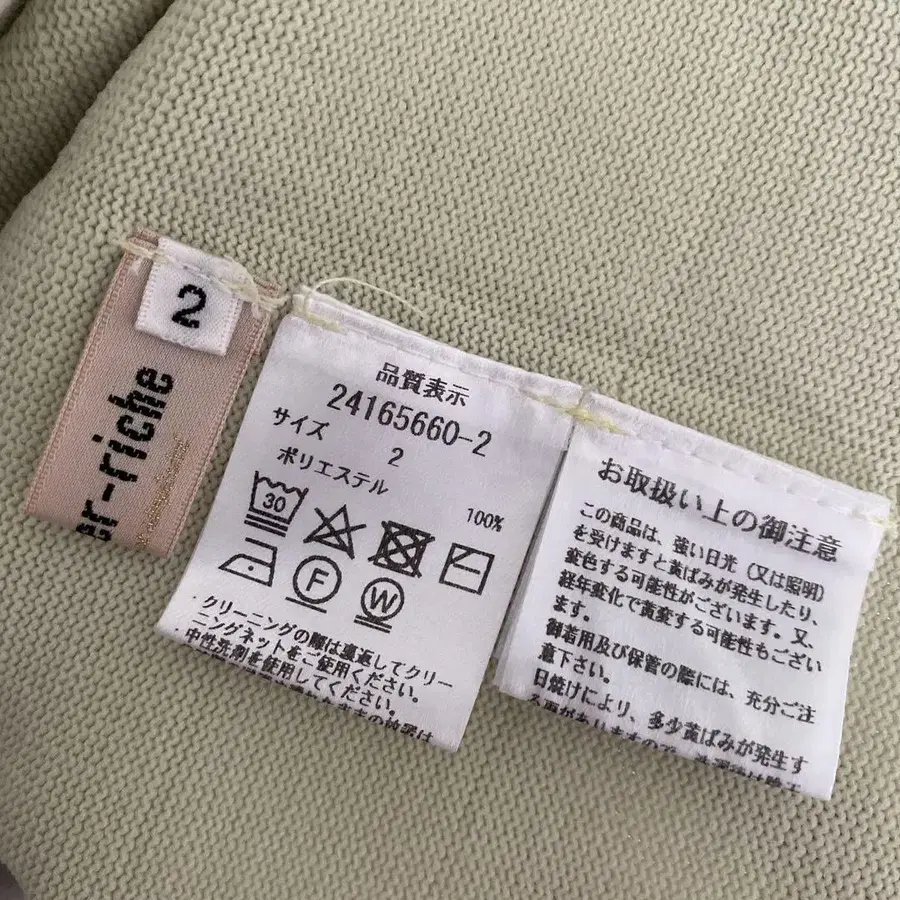 2
er-riche
品質表示
24165660-2
サイズ
2
ポリエステル
100%
30
F
W
クリーニングの際は裏返してクリー
ニングネットをご使用ください。
中性洗剤を使用してください。
お取扱い上の御注意
この商品は、強い日光（又は照明）
を受けますと黄ばみが発生したり、
変色する可能性がございます。又、
経年変化で黄変する可能性もござい
ます。
御着用及び保管の際には、充分ご注
意下さい。
日焼けにより、多少黄ばみが発生す